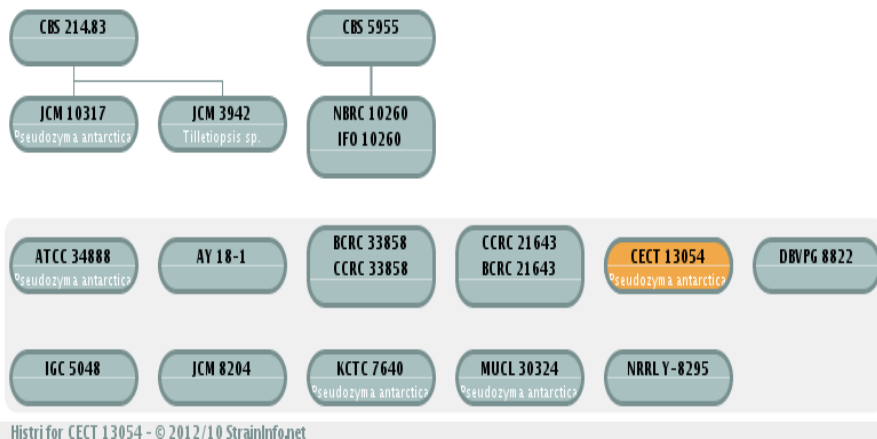 CBS 214.83
CBS 5955
JCM 10317
Pseudozyma antarctica
JCM 3942
Tilletiopsis sp.
NBRC 10260
IFO 10260
ATCC 34888
Pseudozyma antarctica
AY 18-1
BCRC 33858
CCRC 33858
CCRC 21643
BCRC 21643
CECT 13054
Pseudozyma antarctica
DBVPG 8822
IGC 5048
JCM 8204
KCTC 7640
Pseudozyma antarctica
MUCL 30324
Pseudozyma antarctica
NRRL Y-8295
Histri for CECT 13054 - © 2012/10 StrainInfo.net